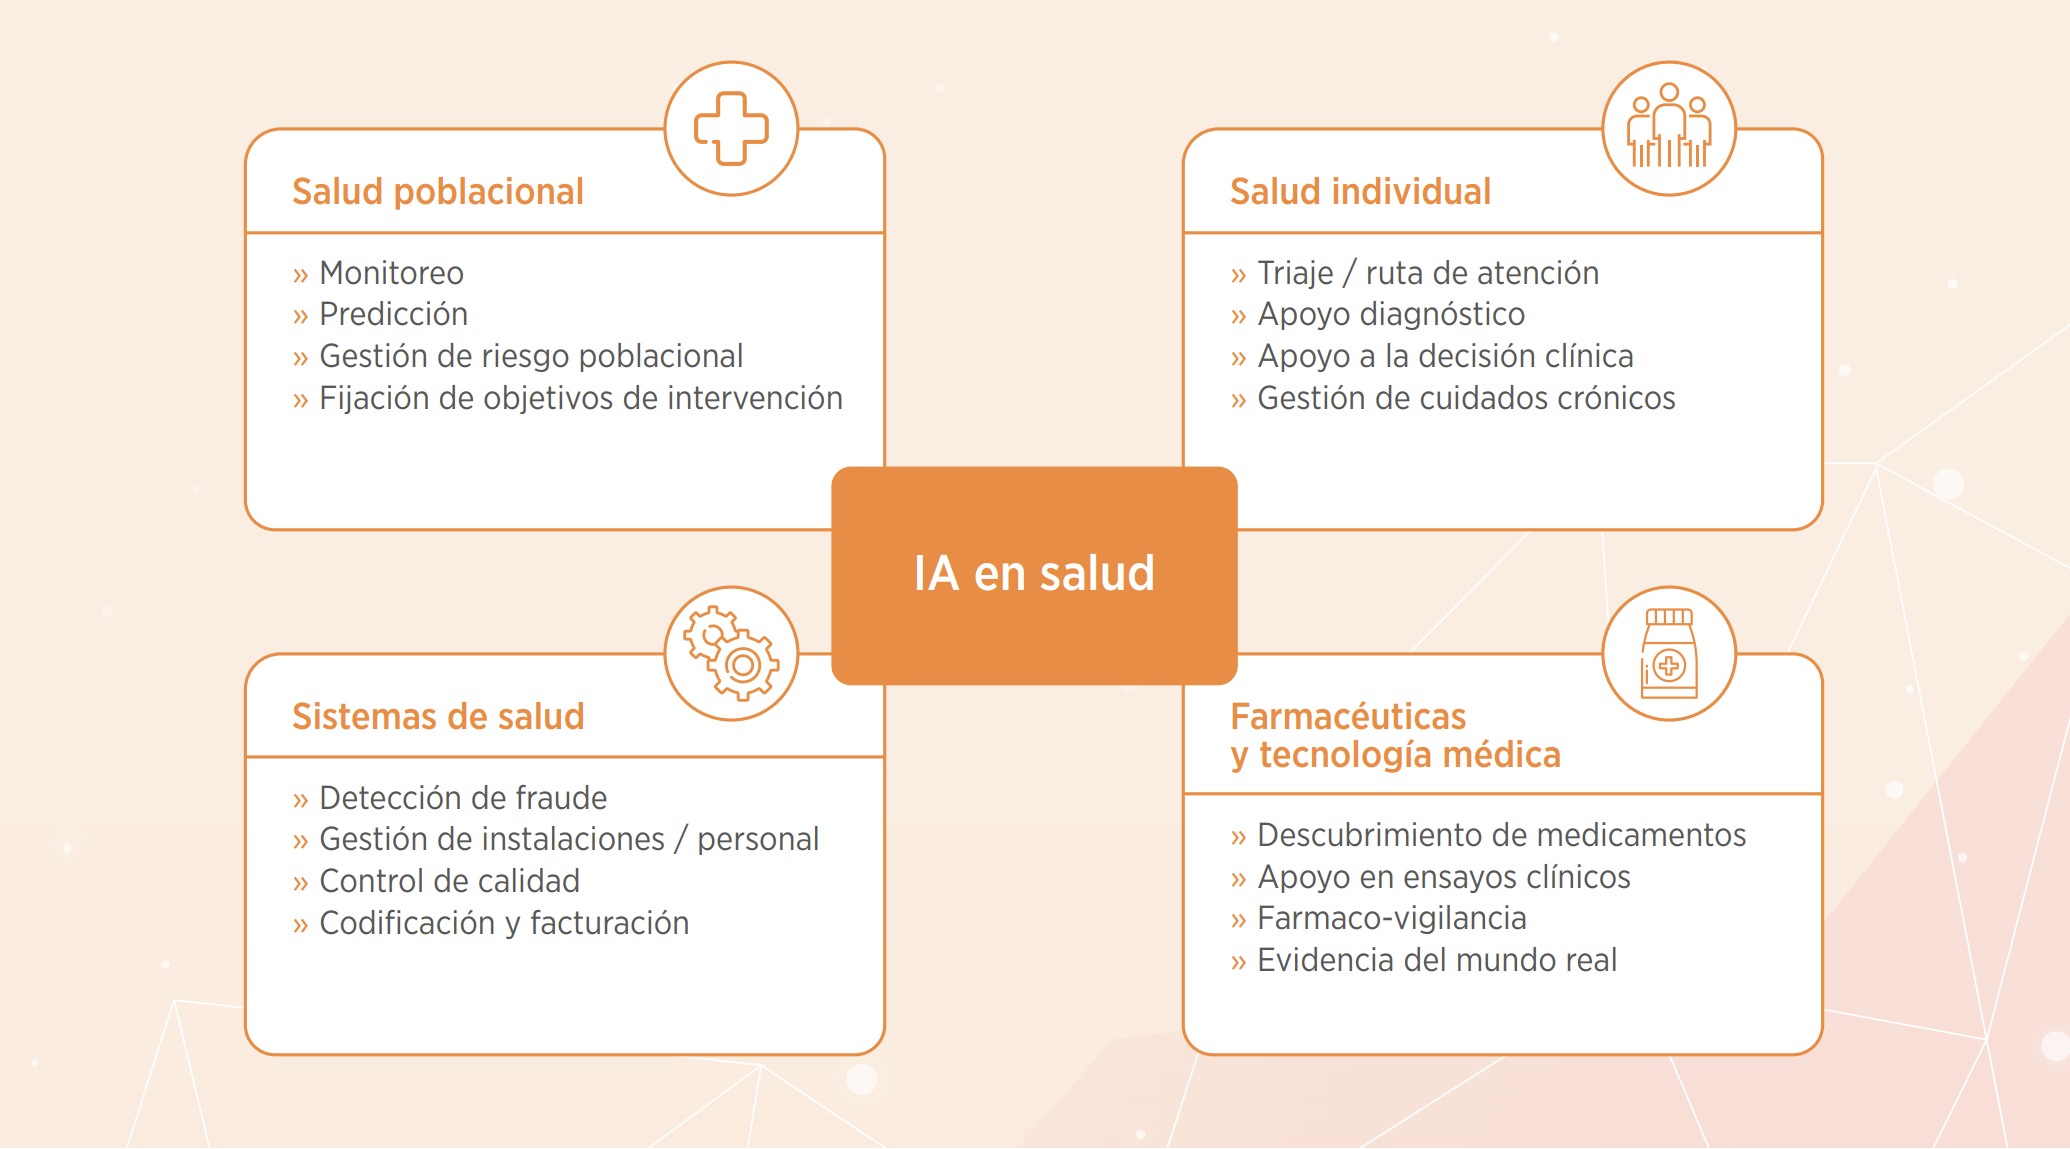 Salud poblacional
» Monitoreo
» Predicción
» Gestión de riesgo poblacional
» Fijación de objetivos de intervención
Salud individual
» Triaje / ruta de atención
» Apoyo diagnóstico
» Apoyo a la decisión clínica
» Gestión de cuidados crónicos
IA en salud
Sistemas de salud
» Detección de fraude
» Gestión de instalaciones / personal
» Control de calidad
» Codificación y facturación
Farmacéuticas
y tecnología médica
» Descubrimiento de medicamentos
» Apoyo en ensayos clínicos
» Farmaco-vigilancia
» Evidencia del mundo real